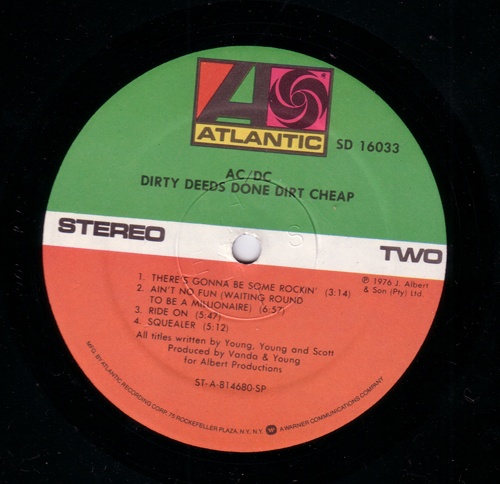 ATLANTIC
SD 16033
AC/DC
DIRTY DEEDS DONE DIRT CHEAP
STEREO
TWO
1. THERE'S GONNA BE SOME ROCKIN' (3:14)
2. AIN'T NO FUN (WAITING ROUND
TO BE A MILLIONAIRE) (6:57)
3. RIDE ON (5:47)
4. SQUEALER (5:12)
℗ 1976 J. Albert
& Son (Pty) Ltd.
All titles written by Young, Young and Scott
Produced by Vanda & Young
for Albert Productions
ST-A-814680-SP
MFG. BY ATLANTIC RECORDING CORP. 75 ROCKEFELLER PLAZA, N.Y. N.Y. A WARNER COMMUNICATIONS COMPANY